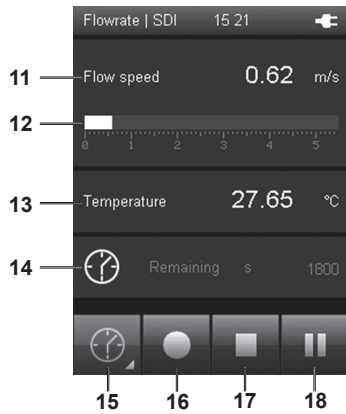 Flowrate | SDI 15 21
11 Flow speed 0.62 m/s
12
0 1 2 3 4 5
13 Temperature 27.65 °C
14 Remaining s 1800
15 16 17 18